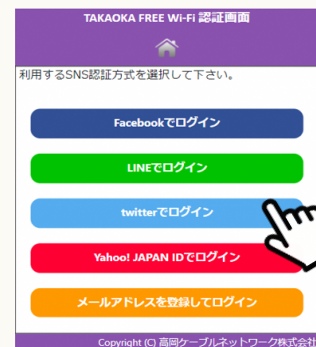 TAKAOKA FREE Wi-Fi 認証画面
利用するSNS認証方式を選択して下さい。
Facebookでログイン
LINEでログイン
twitterでログイン
Yahoo! JAPAN IDでログイン
メールアドレスを登録してログイン
Copyright (C) 高岡ケーブルネットワーク株式会社